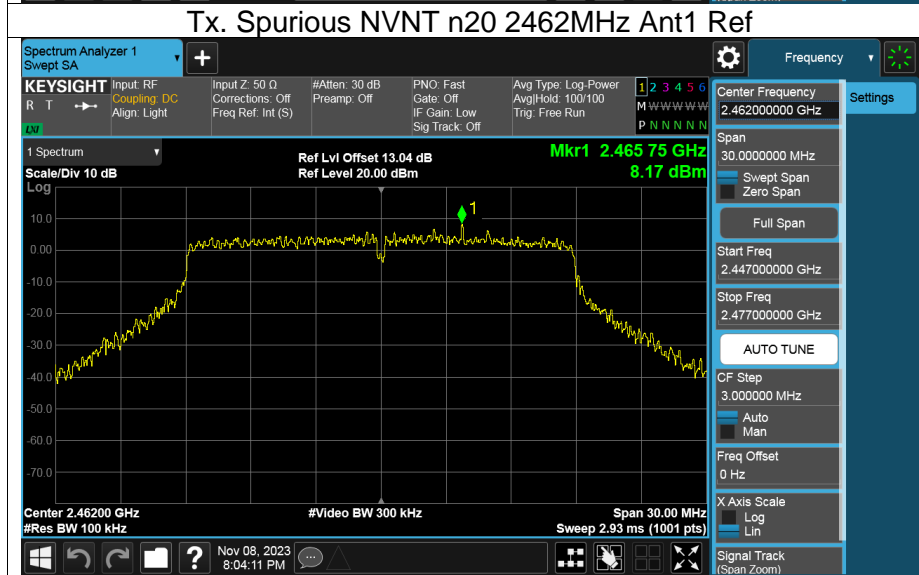 (Span Zoom)
Tx. Spurious NVNT n20 2462MHz Ant1 Ref
Spectrum Analyzer 1
Swept SA
Frequency
KEYSIGHT
R T
LXI
Input: RF
Coupling: DC
Align: Light
Input Z: 50 Ω
Corrections: Off
Freq Ref: Int (S)
#Atten: 30 dB
Preamp: Off
PNO: Fast
Gate: Off
IF Gain: Low
Sig Track: Off
Avg Type: Log-Power
Avg|Hold: 100/100
Trig: Free Run
1 2 3 4 5 6
M W W W W W
P N N N N N
1 Spectrum
Scale/Div 10 dB
Log
Ref Lvl Offset 13.04 dB
Ref Level 20.00 dBm
Mkr1 2.465 75 GHz
8.17 dBm
1
10.0
0.00
-10.0
-20.0
-30.0
-40.0
-50.0
-60.0
-70.0
Center 2.46200 GHz
#Res BW 100 kHz
#Video BW 300 kHz
Span 30.00 MHz
Sweep 2.93 ms (1001 pts)
?
Nov 08, 2023
8:04:11 PM
Center Frequency
2.462000000 GHz
Settings
Span
30.0000000 MHz
Swept Span
Zero Span
Full Span
Start Freq
2.447000000 GHz
Stop Freq
2.477000000 GHz
AUTO TUNE
CF Step
3.000000 MHz
Auto
Man
Freq Offset
0 Hz
X Axis Scale
Log
Lin
Signal Track
(Span Zoom)